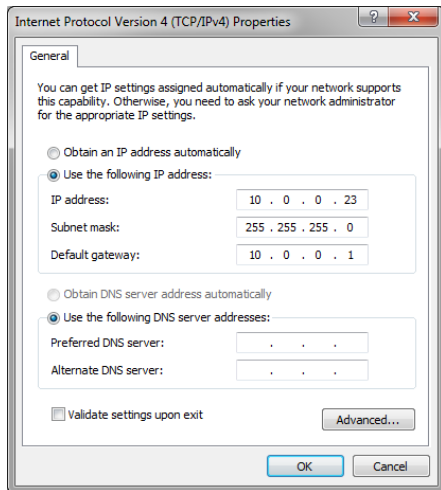 Internet Protocol Version 4 (TCP/IPv4) Properties
?
General
You can get IP settings assigned automatically if your network supports
this capability. Otherwise, you need to ask your network administrator
for the appropriate IP settings.
Obtain an IP address automatically
Use the following IP address:
IP address: 10 . 0 . 0 . 23
Subnet mask: 255 . 255 . 255 . 0
Default gateway: 10 . 0 . 0 . 1
Obtain DNS server address automatically
Use the following DNS server addresses:
Preferred DNS server: . . .
Alternate DNS server: . . .
Validate settings upon exit
Advanced...
OK Cancel